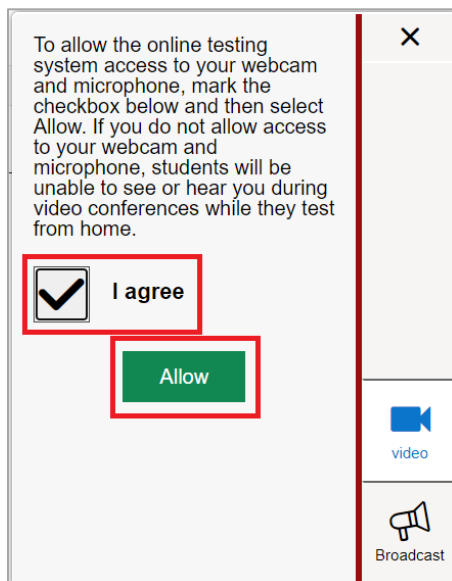 To allow the online testing
system access to your webcam
and microphone, mark the
checkbox below and then select
Allow. If you do not allow access
to your webcam and
microphone, students will be
unable to see or hear you during
video conferences while they test
from home.
I agree
Allow
video
Broadcast